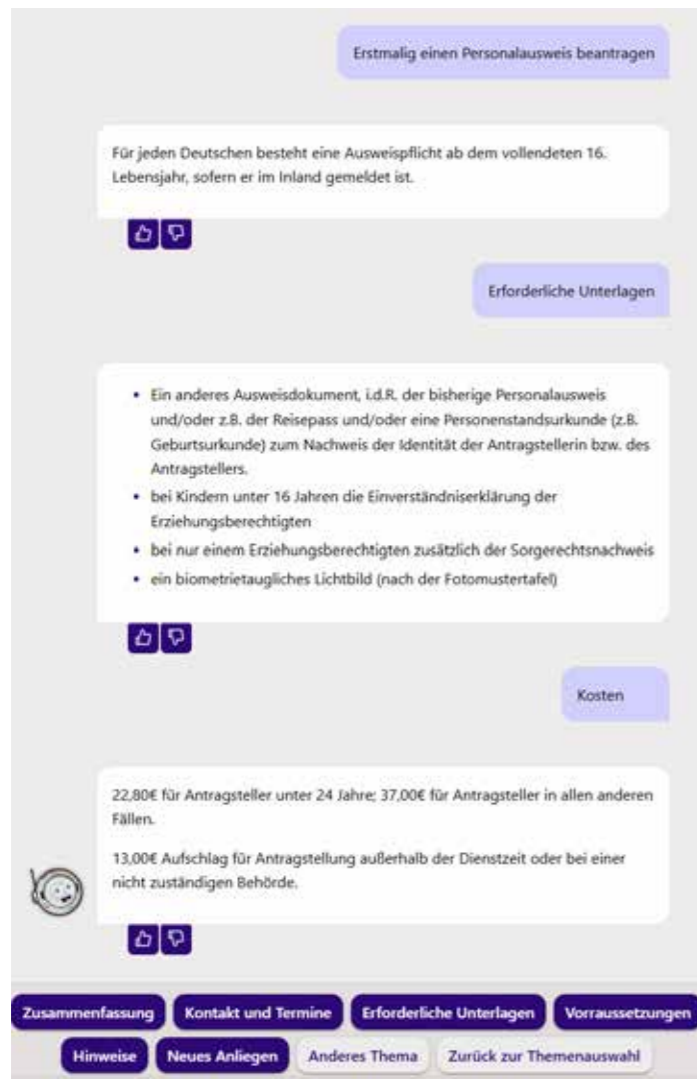 Erstmalig einen Personalausweis beantragen
Für jeden Deutschen besteht eine Ausweispflicht ab dem vollendeten 16.
Lebensjahr, sofern er im Inland gemeldet ist.
Erforderliche Unterlagen
• Ein anderes Ausweisdokument, i.d.R. der bisherige Personalausweis
und/oder z.B. der Reisepass und/oder eine Personenstandsurkunde (z.B.
Geburtsurkunde) zum Nachweis der Identität der Antragstellerin bzw. des
Antragstellers.
• bei Kindern unter 16 Jahren die Einverständniserklärung der
Erziehungsberechtigten
• bei nur einem Erziehungsberechtigten zusätzlich der Sorgerechtsnachweis
• ein biometrietaugliches Lichtbild (nach der Fotomustertafel)
Kosten
22,80€ für Antragsteller unter 24 Jahre; 37,00€ für Antragsteller in allen anderen
Fällen.
13,00€ Aufschlag für Antragstellung außerhalb der Dienstzeit oder bei einer
nicht zuständigen Behörde.
Zusammenfassung Kontakt und Termine Erforderliche Unterlagen Vorraussetzungen
Hinweise Neues Anliegen Anderes Thema Zurück zur Themenauswahl